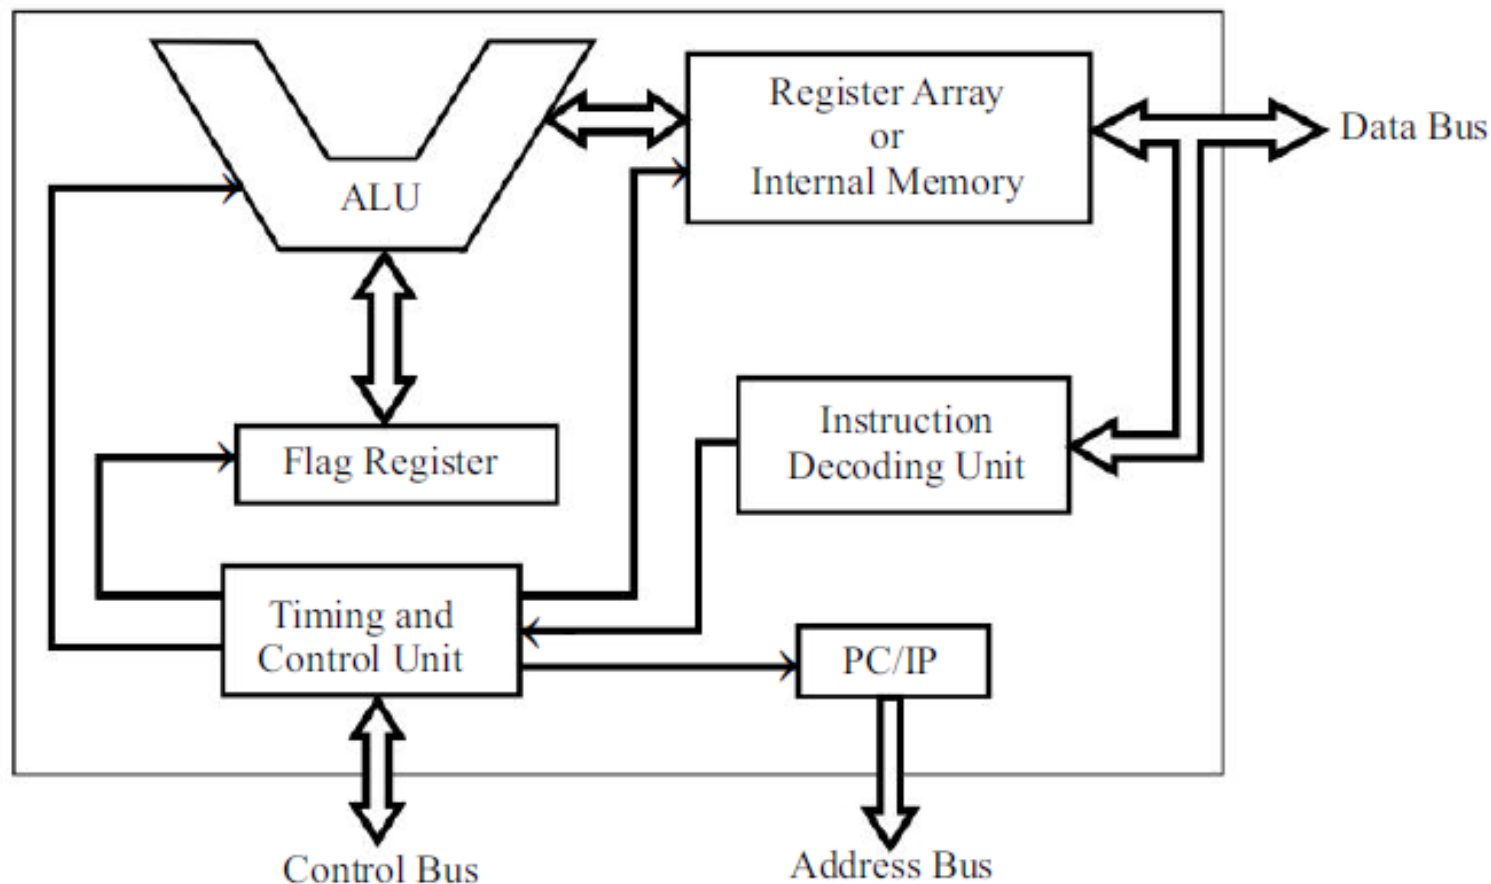 Register Array
or
Internal Memory
Data Bus
ALU
Instruction
Decoding Unit
Flag Register
Timing and
Control Unit
PC/IP
Control Bus
Address Bus